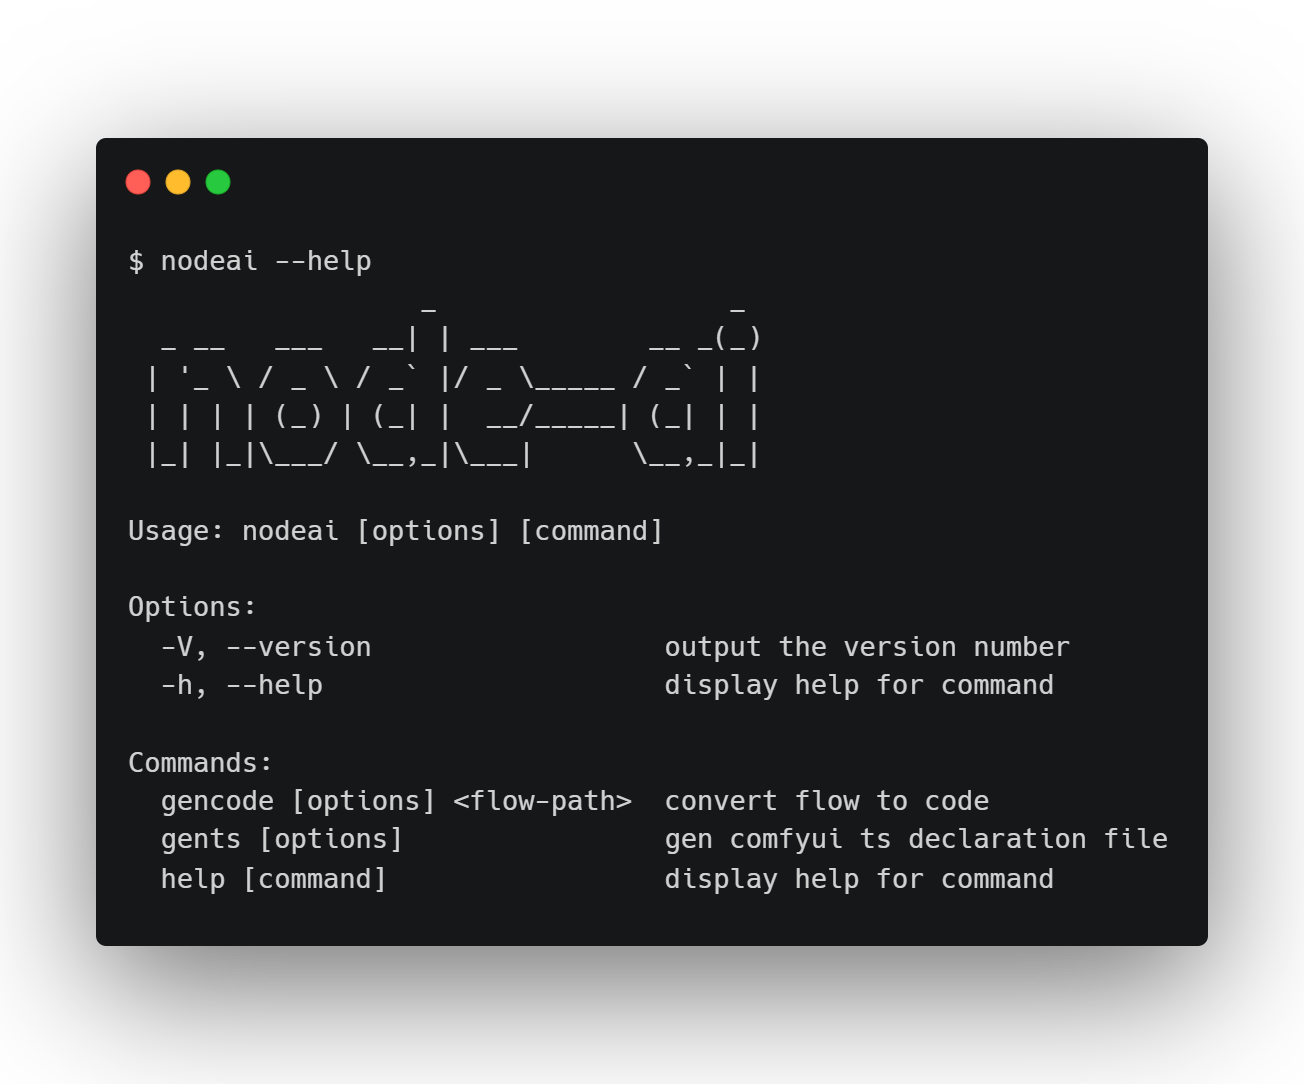 $ nodeai --help
                  _                  _
  _ __   ___   __| | ___        __ _(_)
 | '_ \ / _ \ / _` |/ _ \_____ / _` | |
 | | | | (_) | (_| |  __/_____| (_| | |
 |_| |_|\___/ \__,_|\___|      \__,_|_|
Usage: nodeai [options] [command]
Options:
  -V, --version                  output the version number
  -h, --help                     display help for command
Commands:
  gencode [options] <flow-path>  convert flow to code
  gents [options]                gen comfyui ts declaration file
  help [command]                 display help for command